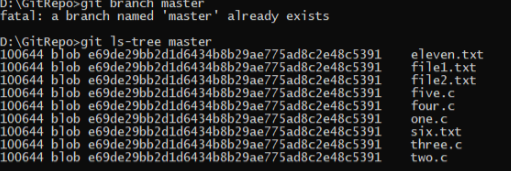 D:\GitRepo>git branch master
fatal: a branch named 'master' already exists
D:\GitRepo>git ls-tree master
100644 blob e69de29bb2d1d6434b8b29ae775ad8c2e48c5391 eleven.txt
100644 blob e69de29bb2d1d6434b8b29ae775ad8c2e48c5391 file1.txt
100644 blob e69de29bb2d1d6434b8b29ae775ad8c2e48c5391 file2.txt
100644 blob e69de29bb2d1d6434b8b29ae775ad8c2e48c5391 five.c
100644 blob e69de29bb2d1d6434b8b29ae775ad8c2e48c5391 four.c
100644 blob e69de29bb2d1d6434b8b29ae775ad8c2e48c5391 one.c
100644 blob e69de29bb2d1d6434b8b29ae775ad8c2e48c5391 six.txt
100644 blob e69de29bb2d1d6434b8b29ae775ad8c2e48c5391 three.c
100644 blob e69de29bb2d1d6434b8b29ae775ad8c2e48c5391 two.c